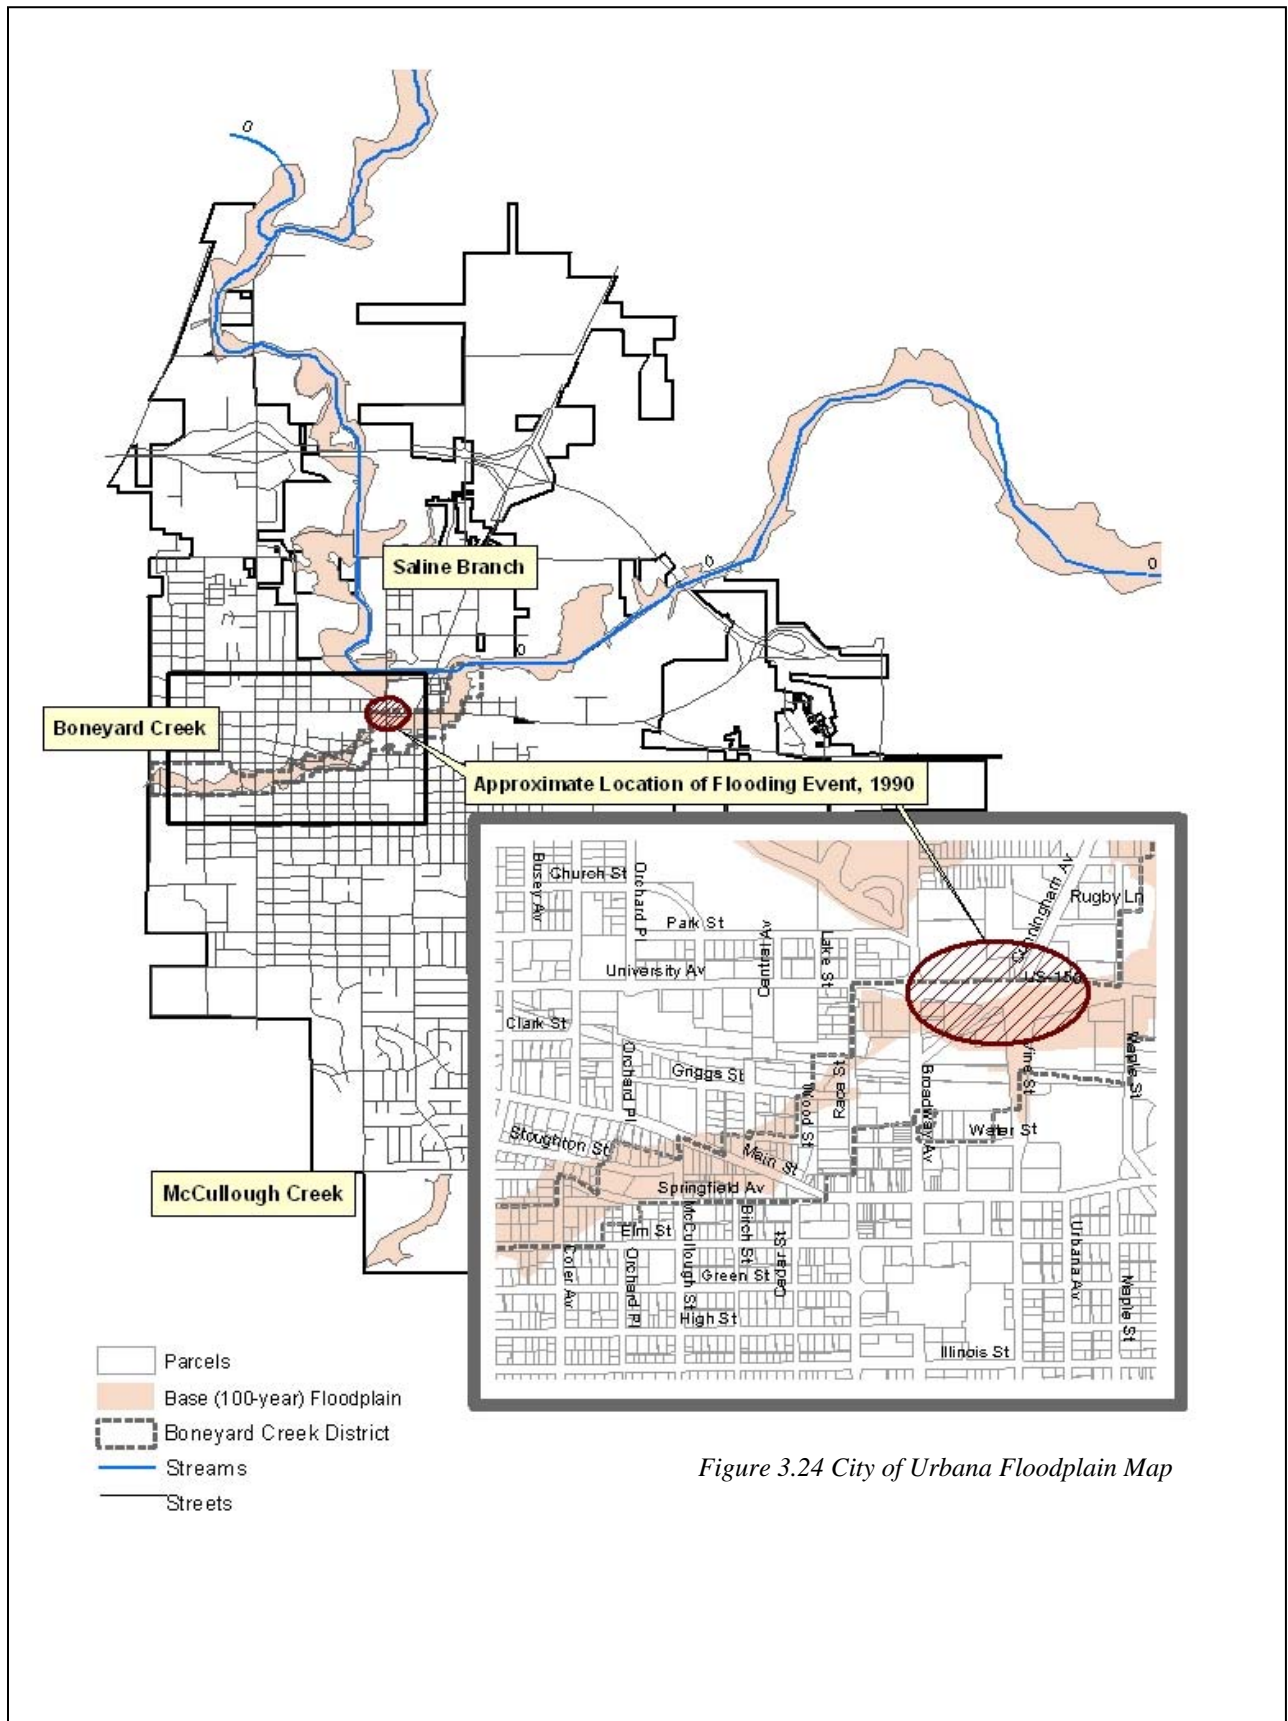 0
Saline Branch
0
0
0
Boneyard Creek
Approximate Location of Flooding Event, 1990
Busey Av
Church St
Orchard Pl
Park St
Central Av
Lake St
University Av
Cunningham Av
Rugby Ln
US-150
Clark St
Orchard Pl
Griggs St
Wood St
Race St
Broadway Av
Vine St
Maple St
Water St
Stoughton St
Main St
Springfield Av
McCullough Creek
Elm St
Coler Av
Orchard Pl
McCullough St
Birch St
Cedar St
Green St
High St
Urbana Av
Maple St
Illinois St
Parcels
Base (100-year) Floodplain
Boneyard Creek District
Streams
Streets
Figure 3.24 City of Urbana Floodplain Map